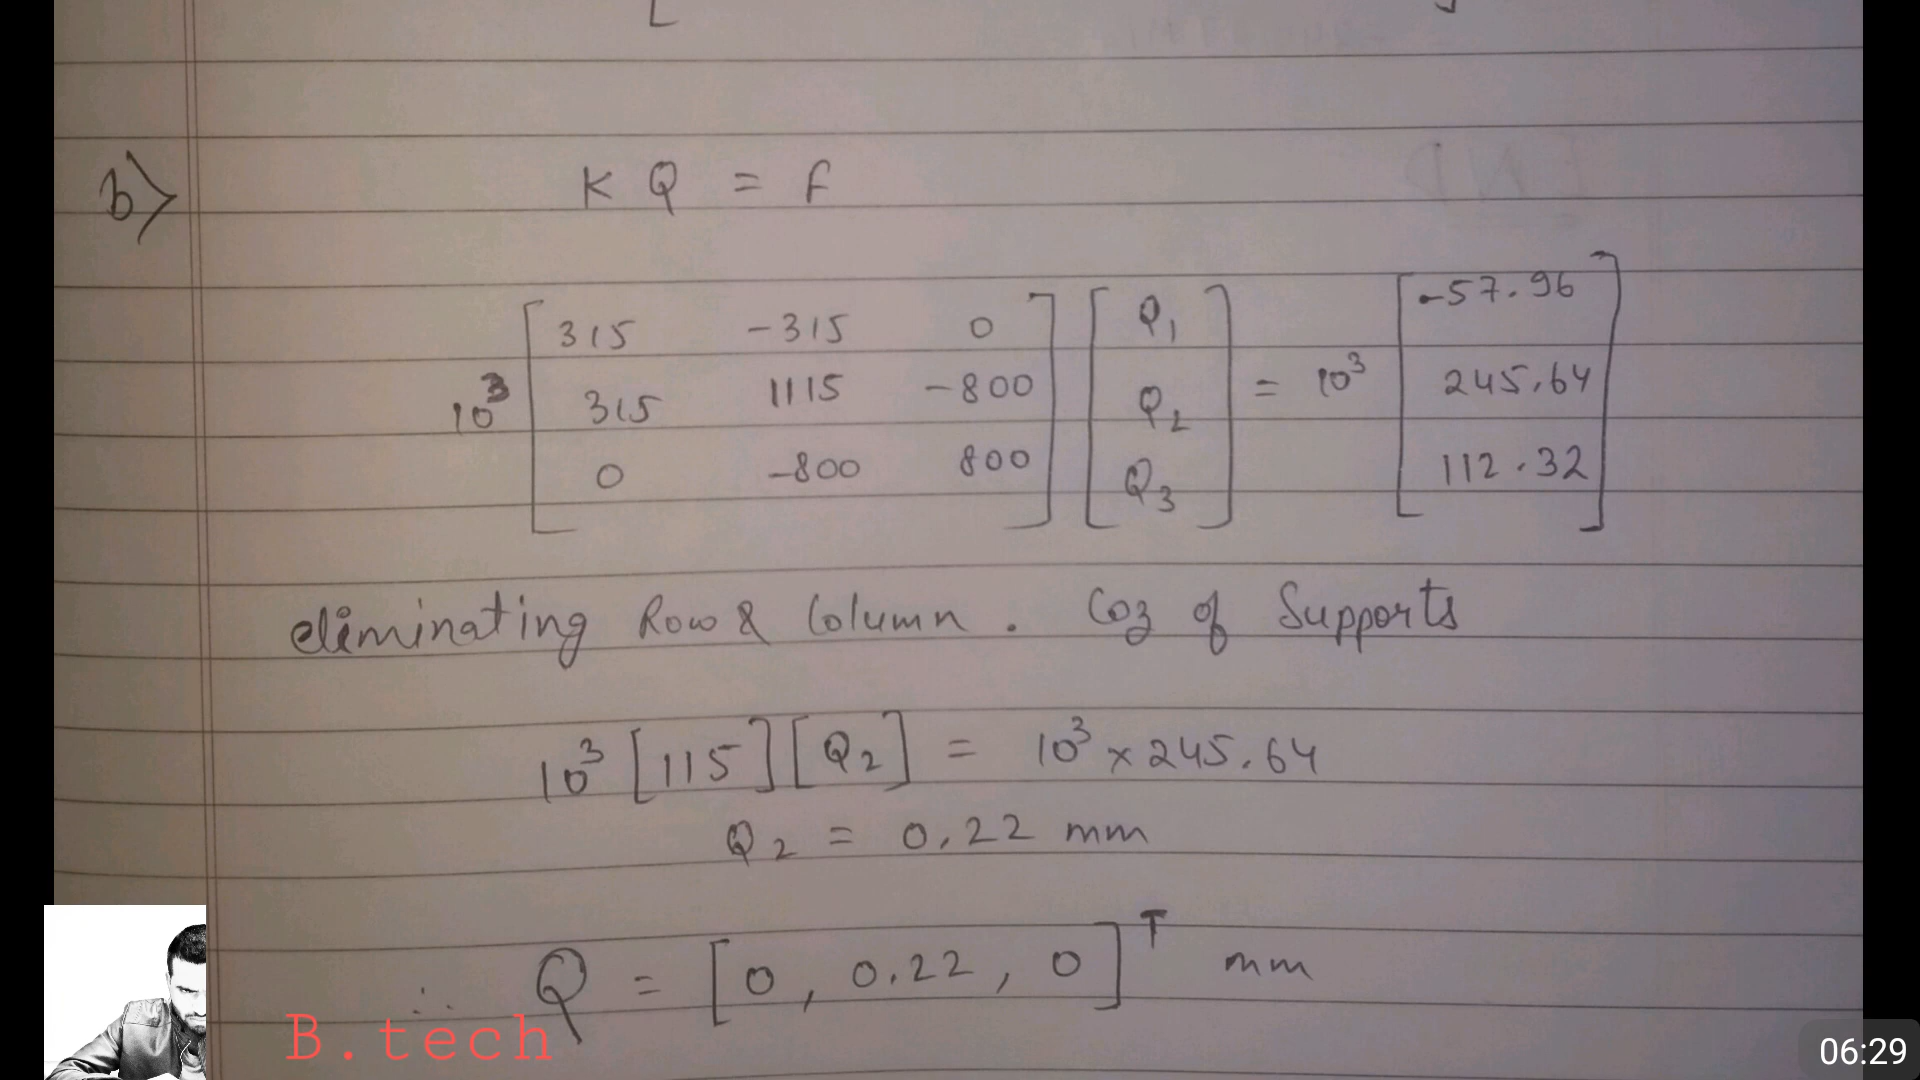 b>
K Q = F
10³ [ 315 -315 0 ] [ Q₁ ] = 10³ [ -57.96 ]
[ 315 1115 -800 ] [ Q₂ ] [ 245.64 ]
[ 0 -800 800 ] [ Q₃ ] [ 112.32 ]
eliminating Row & Column. Coz of Supports
10³ [115] [Q₂] = 10³ × 245.64
Q₂ = 0.22 mm
∴ Q = [0, 0.22, 0]ᵀ mm
B.tech
06:29